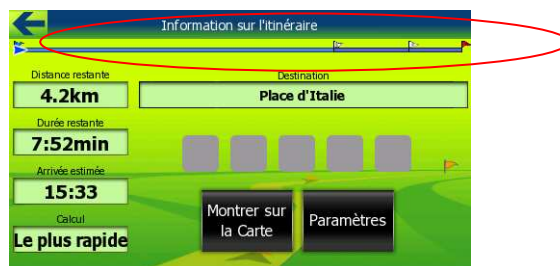 Information sur l'itinéraire
Distance restante
4.2km
Destination
Place d'Italie
Durée restante
7:52min
Arrivée estimée
15:33
Calcul
Le plus rapide
Montrer sur
la Carte
Paramètres